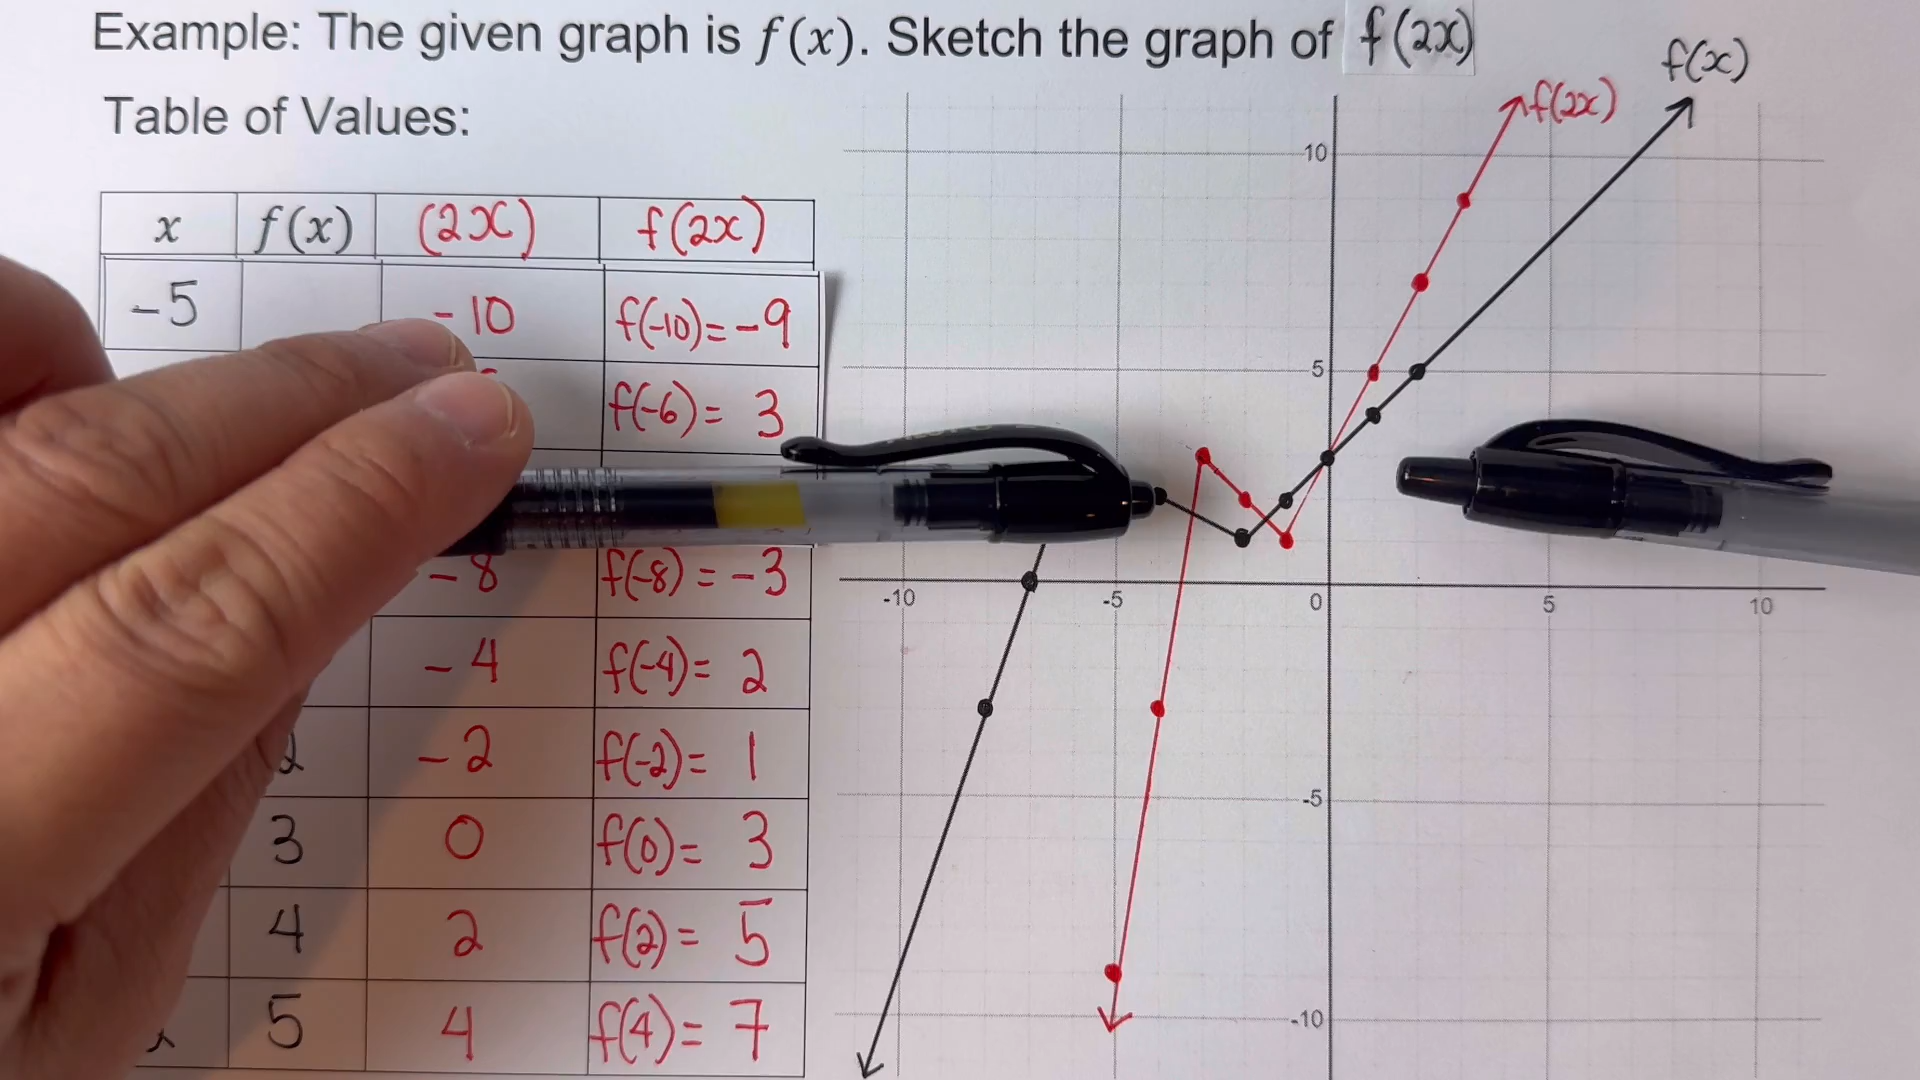 Example: The given graph is f(x). Sketch the graph of f(2x)
Table of Values:
x f(x) (2x) f(2x)
-5 -10 f(-10)=-9
f(-6)= 3
-8 f(-8) = -3
-4 f(-4)= 2
2 -2 f(-2)= 1
3 0 f(0)= 3
4 2 f(2)= 5
5 4 f(4)= 7
f(2x)
f(x)
10
5
-10 -5 0 5 10
-5
-10